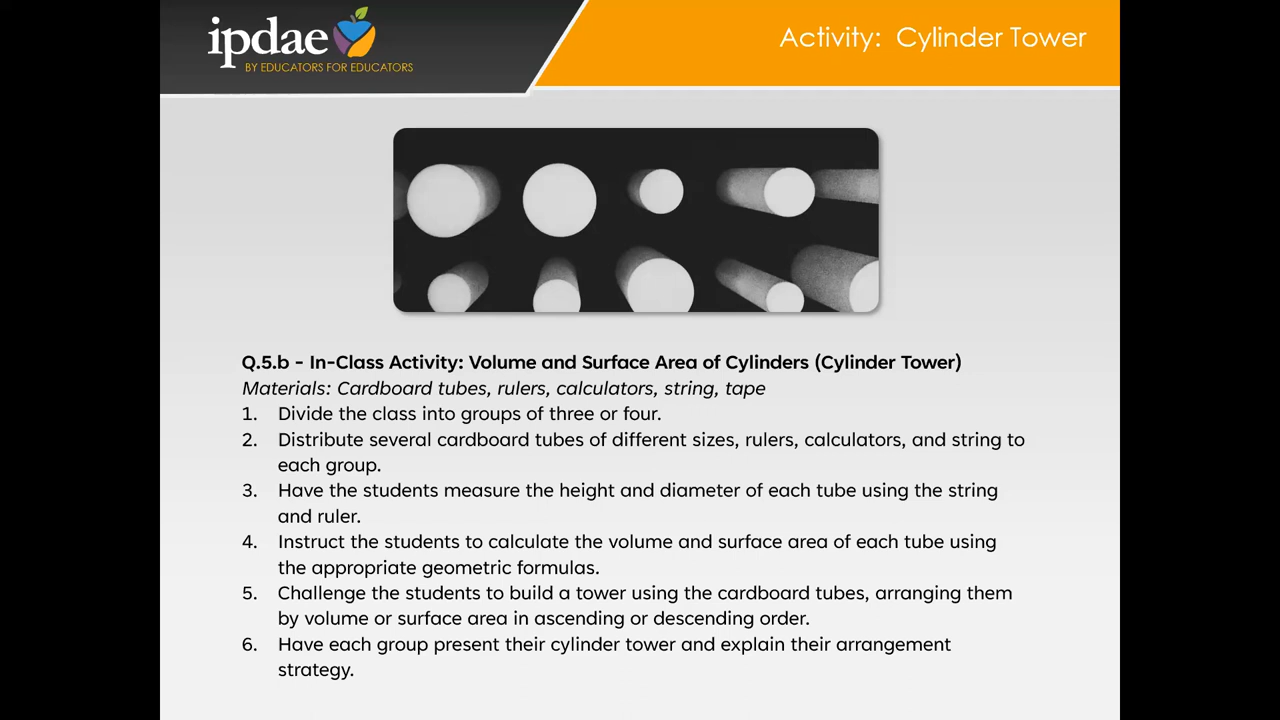 ipdae
BY EDUCATORS FOR EDUCATORS
Activity: Cylinder Tower
Q.5.b - In-Class Activity: Volume and Surface Area of Cylinders (Cylinder Tower)
Materials: Cardboard tubes, rulers, calculators, string, tape
1. Divide the class into groups of three or four.
2. Distribute several cardboard tubes of different sizes, rulers, calculators, and string to
each group.
3. Have the students measure the height and diameter of each tube using the string
and ruler.
4. Instruct the students to calculate the volume and surface area of each tube using
the appropriate geometric formulas.
5. Challenge the students to build a tower using the cardboard tubes, arranging them
by volume or surface area in ascending or descending order.
6. Have each group present their cylinder tower and explain their arrangement
strategy.